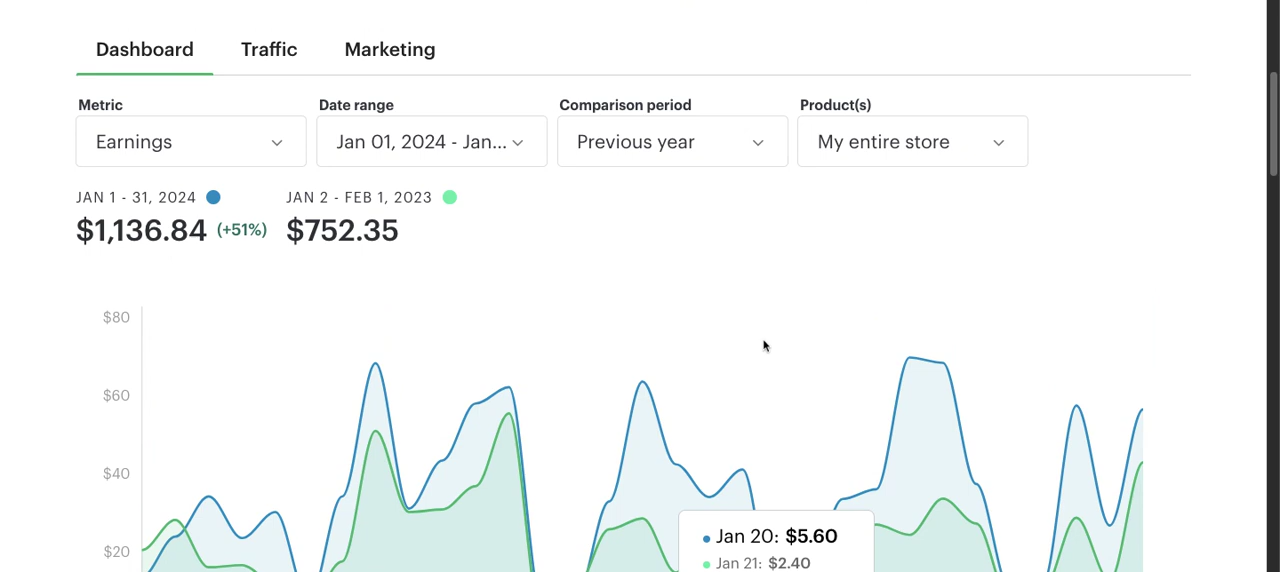 Dashboard Traffic Marketing
Metric Date range Comparison period Product(s)
Earnings Jan 01, 2024 - Jan... Previous year My entire store
JAN 1 - 31, 2024 JAN 2 - FEB 1, 2023
$1,136.84 (+51%) $752.35
$80
$60
$40
$20
Jan 20: $5.60
Jan 21: $2.40